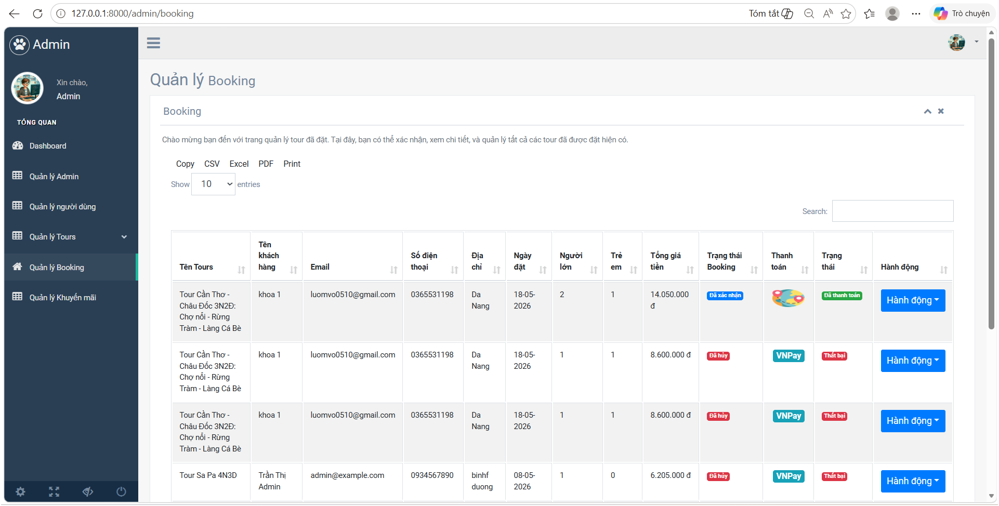 127.0.0.1:8000/admin/booking
Tóm tắt
Trò chuyện
Admin
Xin chào,
Admin
TỔNG QUAN
Dashboard
Quản lý Admin
Quản lý người dùng
Quản lý Tours
Quản lý Booking
Quản lý Khuyến mãi
Quản lý Booking
Booking
Chào mừng bạn đến với trang quản lý tour đã đặt. Tại đây, bạn có thể xác nhận, xem chi tiết, và quản lý tất cả các tour đã được đặt hiện có.
Copy CSV Excel PDF Print
Show 10 entries
Search:
Tên Tours
Tên
khách
hàng
Email
Số điện
thoại
Địa
chỉ
Ngày
đặt
Người
lớn
Trẻ
em
Tổng giá
tiền
Trạng thái
Booking
Thanh
toán
Trạng
thái
Hành động
Tour Cần Thơ -
Châu Đốc 3N2Đ:
Chợ nổi - Rừng
Tràm - Làng Cá Bè
khoa 1
luomvo0510@gmail.com
0365531198
Da
Nang
18-05-
2026
2
1
14.050.000
đ
Đã xác nhận
Đã thanh toán
Hành động
Tour Cần Thơ -
Châu Đốc 3N2Đ:
Chợ nổi - Rừng
Tràm - Làng Cá Bè
khoa 1
luomvo0510@gmail.com
0365531198
Da
Nang
18-05-
2026
1
1
8.600.000 đ
Đã hủy
VNPay
Thất bại
Hành động
Tour Cần Thơ -
Châu Đốc 3N2Đ:
Chợ nổi - Rừng
Tràm - Làng Cá Bè
khoa 1
luomvo0510@gmail.com
0365531198
Da
Nang
18-05-
2026
1
1
8.600.000 đ
Đã hủy
VNPay
Thất bại
Hành động
Tour Sa Pa 4N3D
Trần Thị
Admin
admin@example.com
0934567890
binhf
duong
08-05-
2026
1
0
6.205.000 đ
Đã hủy
VNPay
Thất bại
Hành động